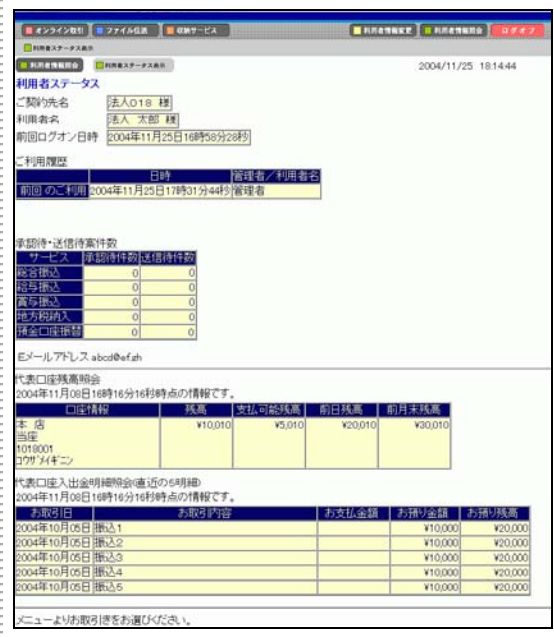 オンライン取引 ファイル伝送 収納サービス 利用者情報変更 利用者情報照会 ログオフ
利用者ステータス表示
利用者情報照会 利用者ステータス表示 2004/11/25 18:14:44
利用者ステータス
ご契約先名 法人018 様
利用者名 法人 太郎 様
前回ログオン日時 2004年11月25日16時58分28秒
ご利用履歴
日時 管理者/利用者名
前回 のご利用 2004年11月25日17時31分44秒 管理者
承認待・送信待案件数
サービス 承認待件数 送信待件数
総合振込 0 0
給与振込 0 0
賞与振込 0 0
地方税納入 0 0
預金口座振替 0 0
Eメールアドレス abcd@ef.gh
代表口座残高照会
2004年11月08日16時16分16秒時点の情報です。
口座情報 残高 支払可能残高 前日残高 前月末残高
本 店 ¥10,010 ¥5,010 ¥20,010 ¥30,010
当座
1018001
コウザメイギニン
代表口座入出金明細照会(直近の5明細)
2004年11月08日16時16分16秒時点の情報です。
お取引日 お取引内容 お支払金額 お預り金額 お預り残高
2004年10月05日 振込1 ¥10,000 ¥20,000
2004年10月05日 振込2 ¥10,000 ¥20,000
2004年10月05日 振込3 ¥10,000 ¥20,000
2004年10月05日 振込4 ¥10,000 ¥20,000
2004年10月05日 振込5 ¥10,000 ¥20,000
メニューよりお取引きをお選びください。